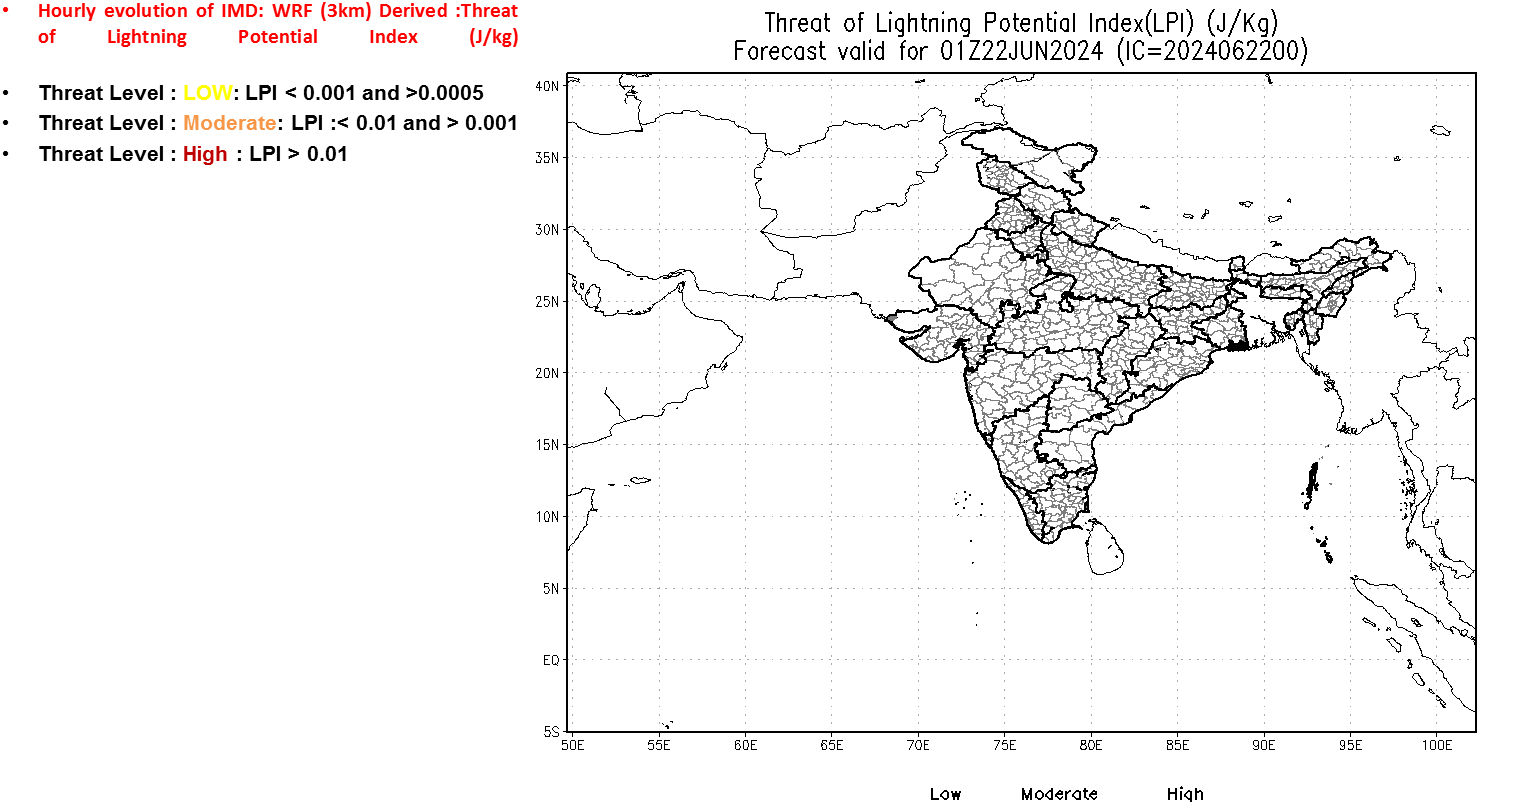 • Hourly evolution of IMD: WRF (3km) Derived :Threat
of Lightning Potential Index (J/kg)
• Threat Level : LOW: LPI < 0.001 and >0.0005
• Threat Level : Moderate: LPI :< 0.01 and > 0.001
• Threat Level : High : LPI > 0.01
Threat of Lightning Potential Index(LPI) (J/Kg)
Forecast valid for 01Z22JUN2024 (IC=2024062200)
40N
35N
30N
25N
20N
15N
10N
5N
EQ
5S
50E 55E 60E 65E 70E 75E 80E 85E 90E 95E 100E
Low Moderate High